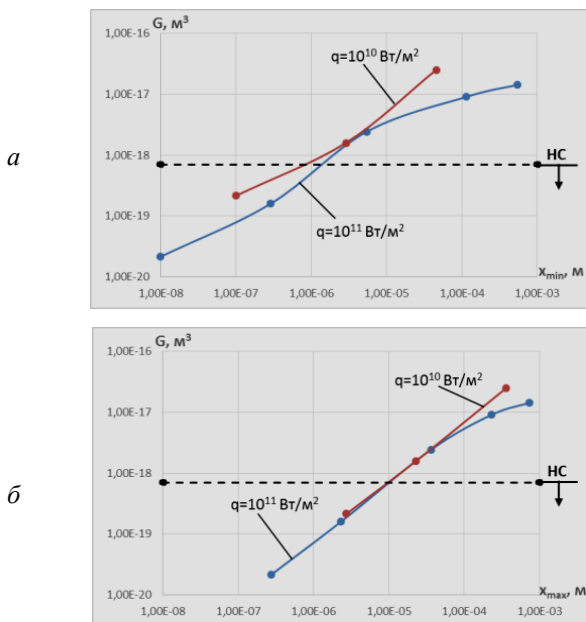 а
G, м³
1,00E-16
q=10¹⁰ Вт/м²
1,00E-17
1,00E-18
НС
1,00E-19
q=10¹¹ Вт/м²
1,00E-20
xmin, м
1,00E-08 1,00E-07 1,00E-06 1,00E-05 1,00E-04 1,00E-03
б
G, м³
1,00E-16
q=10¹⁰ Вт/м²
1,00E-17
1,00E-18
НС
q=10¹¹ Вт/м²
1,00E-19
1,00E-20
xmax, м
1,00E-08 1,00E-07 1,00E-06 1,00E-05 1,00E-04 1,00E-03